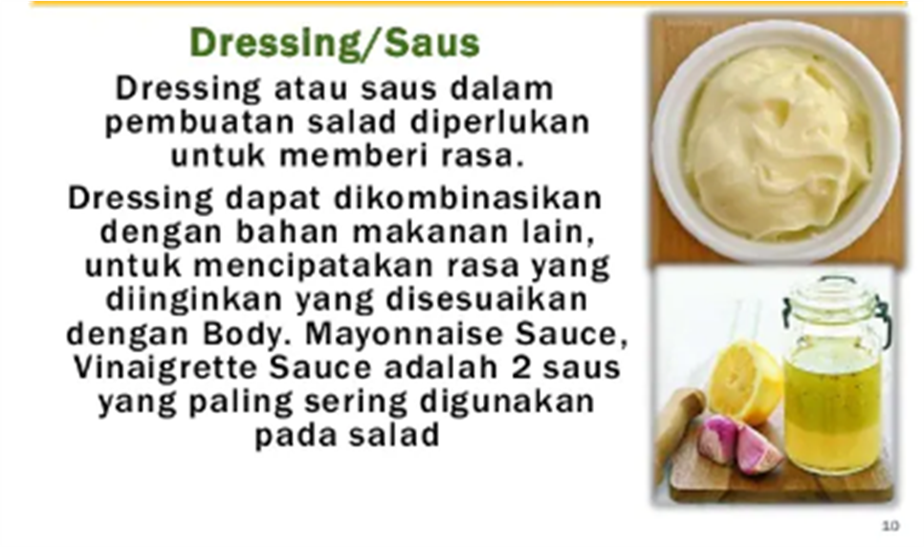 Dressing/Saus
Dressing atau saus dalam
pembuatan salad diperlukan
untuk memberi rasa.
Dressing dapat dikombinasikan
dengan bahan makanan lain,
untuk mencipatakan rasa yang
diinginkan yang disesuaikan
dengan Body. Mayonnaise Sauce,
Vinaigrette Sauce adalah 2 saus
yang paling sering digunakan
pada salad
10